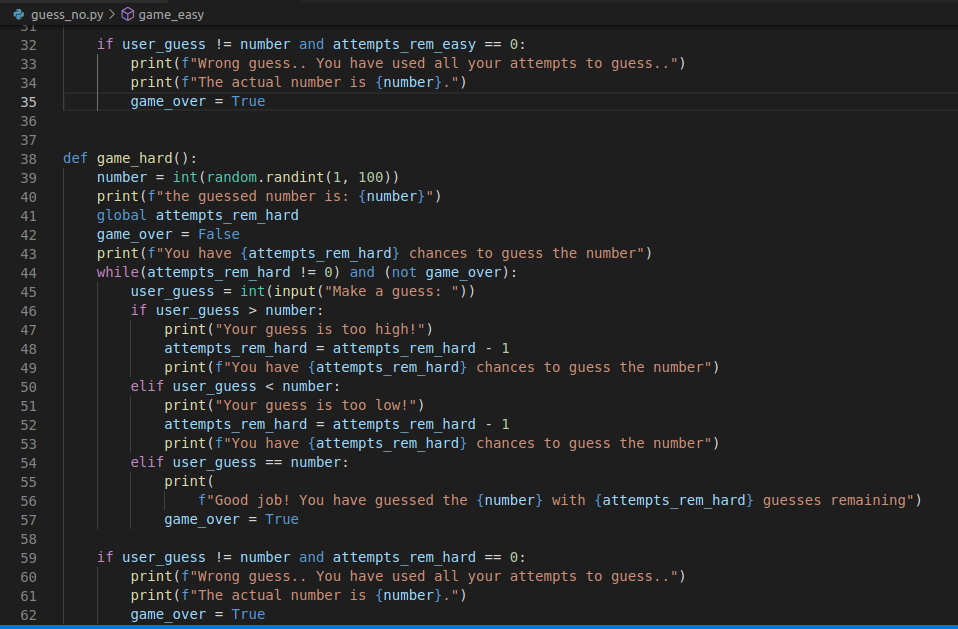 guess_no.py > game_easy
31
32 if user_guess != number and attempts_rem_easy == 0:
33 print(f"Wrong guess.. You have used all your attempts to guess..")
34 print(f"The actual number is {number}.")
35 game_over = True
36
37
38 def game_hard():
39 number = int(random.randint(1, 100))
40 print(f"the guessed number is: {number}")
41 global attempts_rem_hard
42 game_over = False
43 print(f"You have {attempts_rem_hard} chances to guess the number")
44 while(attempts_rem_hard != 0) and (not game_over):
45 user_guess = int(input("Make a guess: "))
46 if user_guess > number:
47 print("Your guess is too high!")
48 attempts_rem_hard = attempts_rem_hard - 1
49 print(f"You have {attempts_rem_hard} chances to guess the number")
50 elif user_guess < number:
51 print("Your guess is too low!")
52 attempts_rem_hard = attempts_rem_hard - 1
53 print(f"You have {attempts_rem_hard} chances to guess the number")
54 elif user_guess == number:
55 print(
56 f"Good job! You have guessed the {number} with {attempts_rem_hard} guesses remaining")
57 game_over = True
58
59 if user_guess != number and attempts_rem_hard == 0:
60 print(f"Wrong guess.. You have used all your attempts to guess..")
61 print(f"The actual number is {number}.")
62 game_over = True